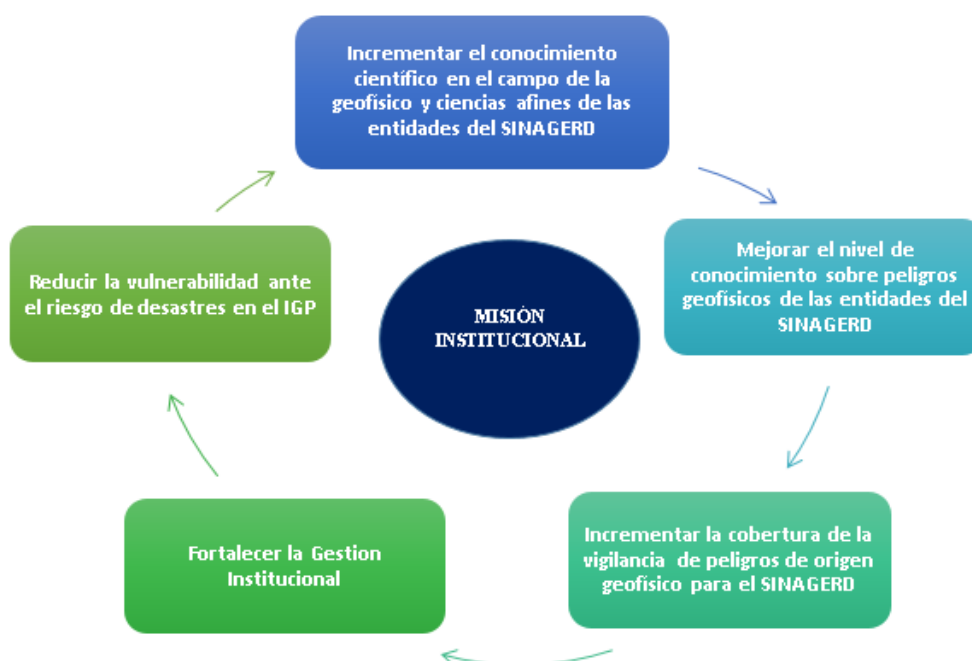 Incrementar el conocimiento
científico en el campo de la
geofísico y ciencias afines de las
entidades del SINAGERD
Mejorar el nivel de
conocimiento sobre peligros
geofísicos de las entidades del
SINAGERD
Incrementar la cobertura de la
vigilancia de peligros de origen
geofísico para el SINAGERD
Fortalecer la Gestion
Institucional
Reducir la vulnerabilidad ante
el riesgo de desastres en el IGP
MISIÓN
INSTITUCIONAL